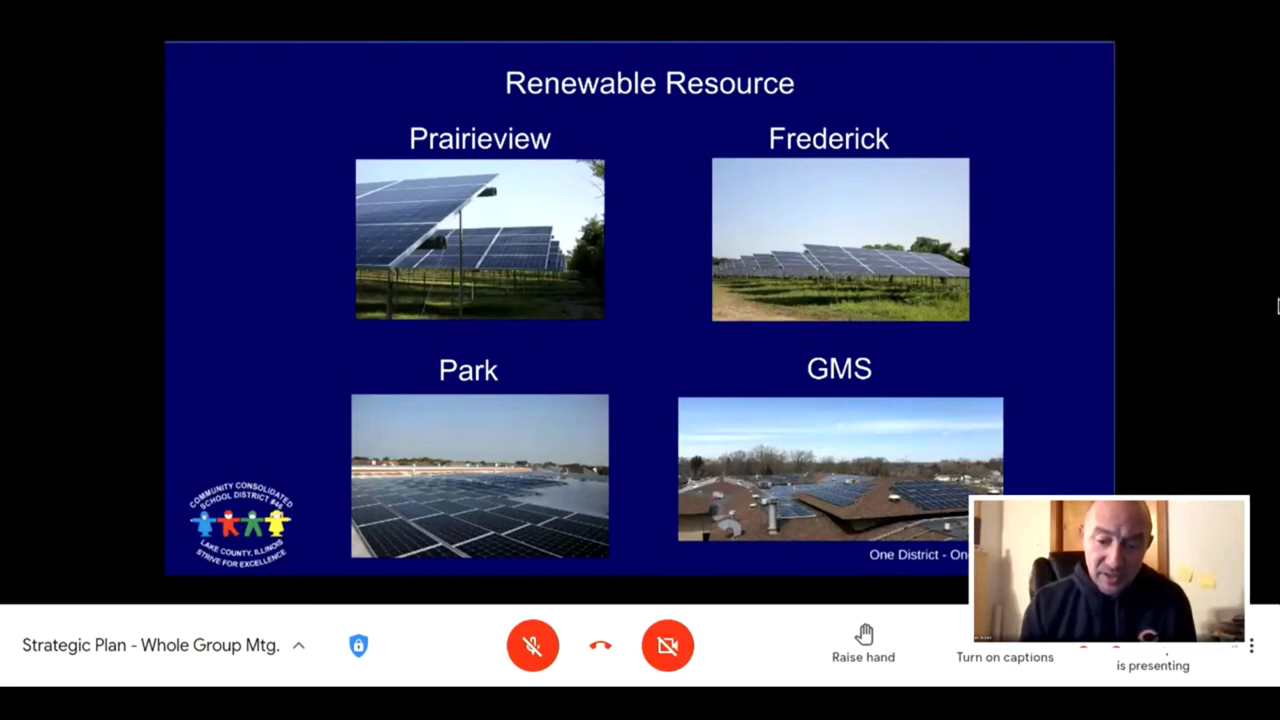 Renewable Resource
Prairieview
Frederick
Park
GMS
COMMUNITY CONSOLIDATED
SCHOOL DISTRICT #46
LAKE COUNTY, ILLINOIS
STRIVE FOR EXCELLENCE
One District - On
Strategic Plan - Whole Group Mtg.
Raise hand
Turn on captions
is presenting